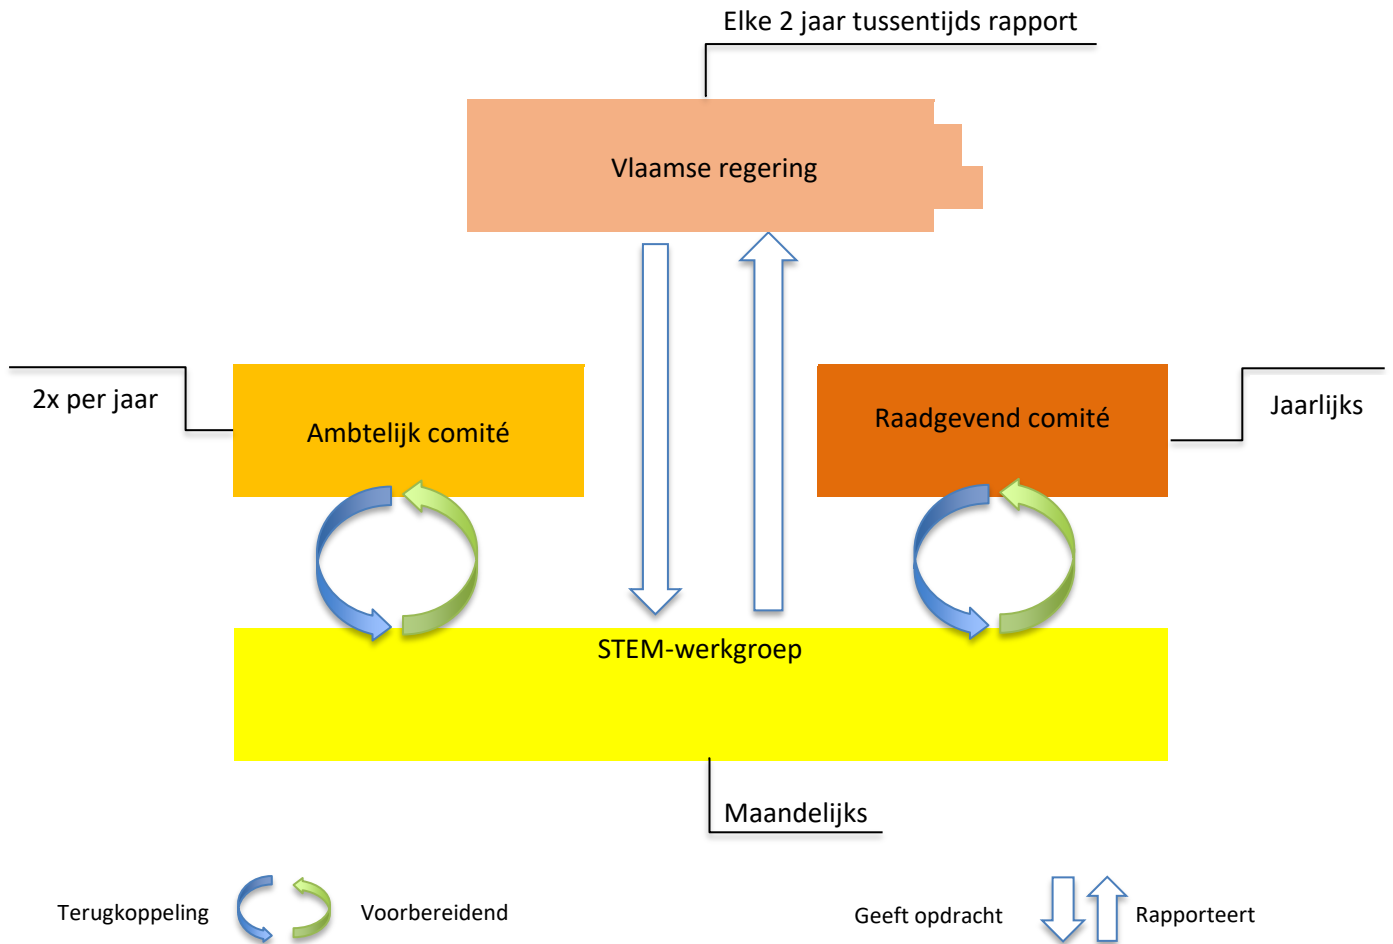 Elke 2 jaar tussentijds rapport
Vlaamse regering
2x per jaar
Ambtelijk comité
Raadgevend comité
Jaarlijks
STEM-werkgroep
Maandelijks
Terugkoppeling
Voorbereidend
Geeft opdracht
Rapporteert